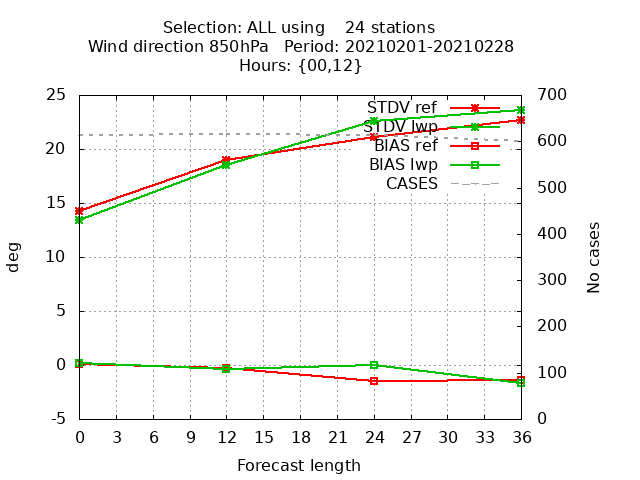 Selection: ALL using    24 stations
Wind direction 850hPa   Period: 20210201-20210228
Hours: {00,12}
25 700
STDV ref
STDV lwp
20 600
BIAS ref
BIAS lwp
CASES
15 500
10 400
deg
No cases
300
5
200
0 100
-5 0
0 3 6 9 12 15 18 21 24 27 30 33 36
Forecast length